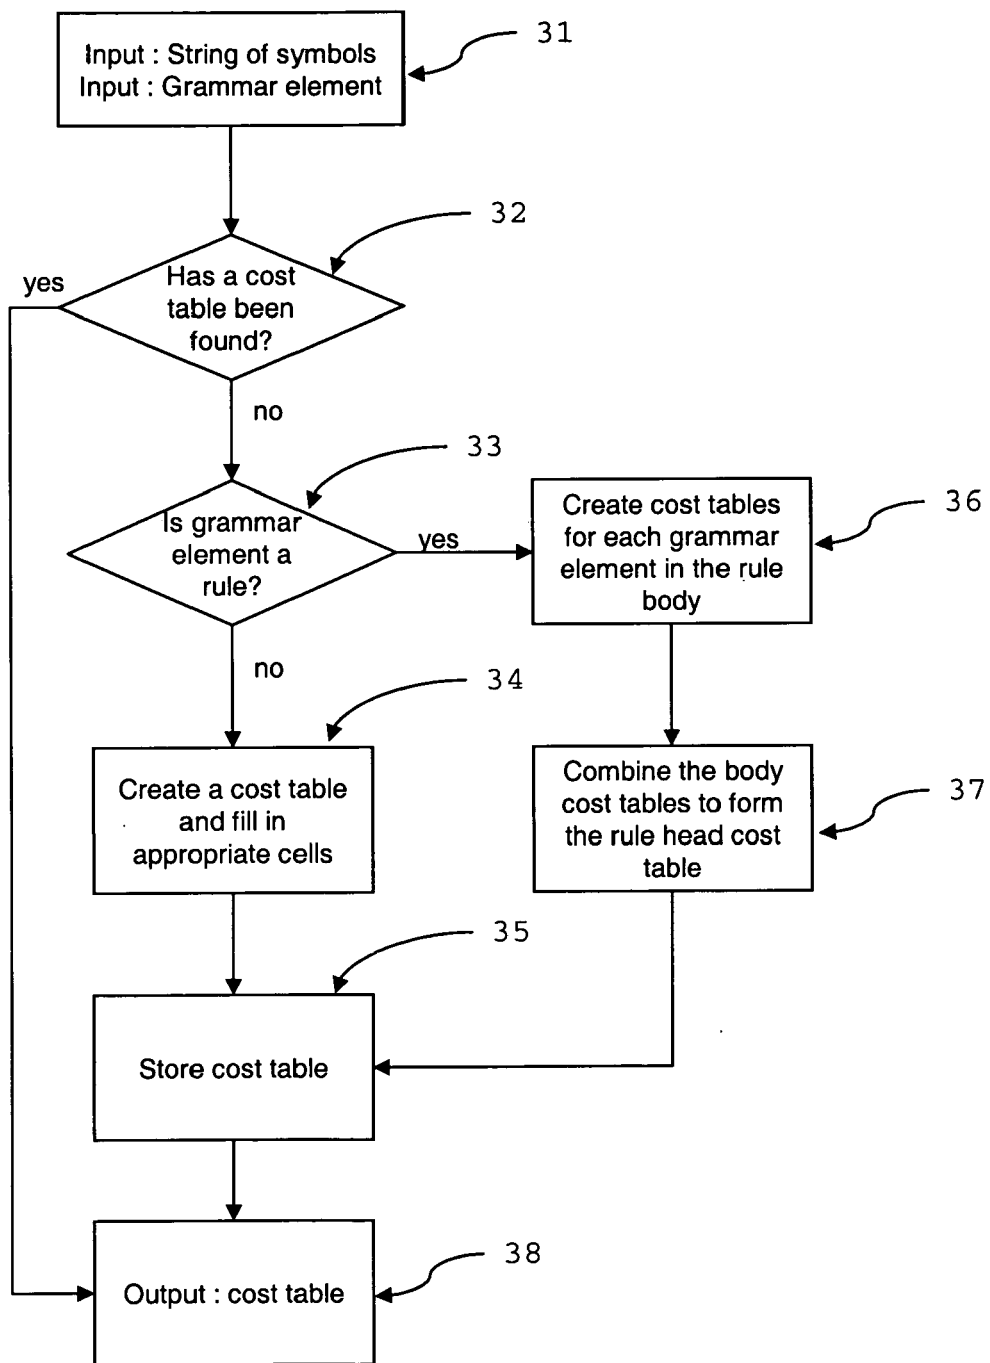 Input : String of symbols
Input : Grammar element
31
32
yes
Has a cost
table been
found?
no
33
Is grammar
element a
rule?
yes
Create cost tables
for each grammar
element in the rule
body
36
no
34
Create a cost table
and fill in
appropriate cells
Combine the body
cost tables to form
the rule head cost
table
37
35
Store cost table
38
Output : cost table